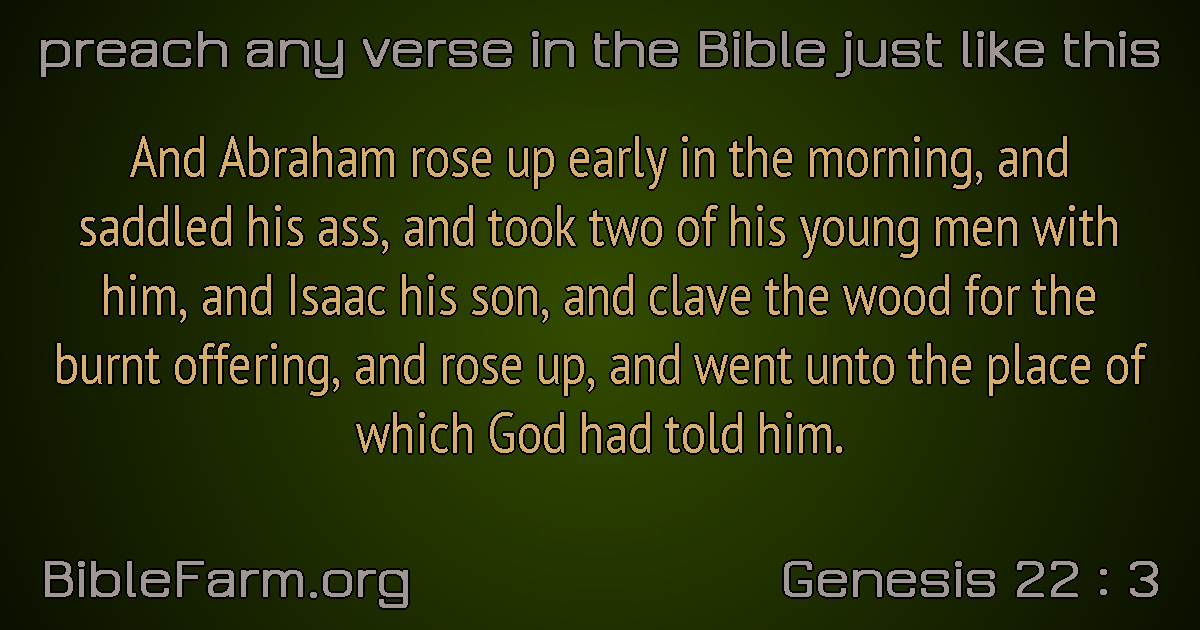 preach any verse in the Bible just like this
And Abraham rose up early in the morning, and
saddled his ass, and took two of his young men with
him, and Isaac his son, and clave the wood for the
burnt offering, and rose up, and went unto the place of
which God had told him.
BibleFarm.org
Genesis 22 : 3